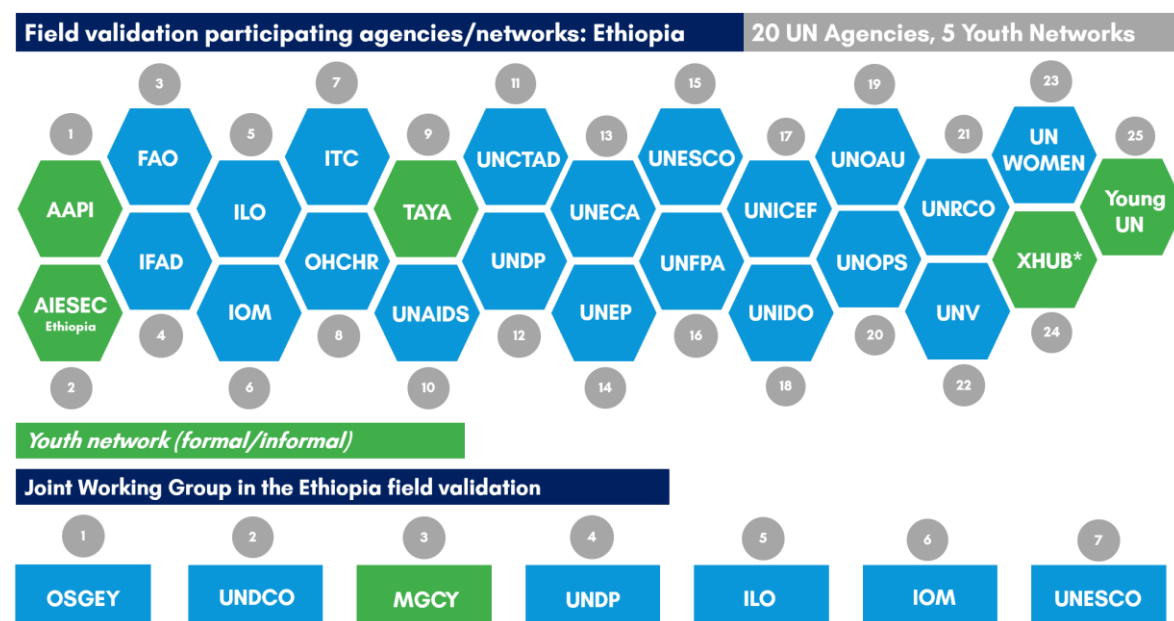 Field validation participating agencies/networks: Ethiopia
20 UN Agencies, 5 Youth Networks
1
AAPI
AIESEC
Ethiopia
2
3
FAO
IFAD
4
5
ILO
IOM
6
7
ITC
OHCHR
8
9
TAYA
UNAIDS
10
11
UNCTAD
UNDP
12
13
UNECA
UNEP
14
15
UNESCO
UNFPA
16
17
UNICEF
UNIDO
18
19
UNOAU
UNOPS
20
21
UNRCO
UNV
22
23
UN
WOMEN
XHUB*
24
25
Young
UN
Youth network (formal/informal)
Joint Working Group in the Ethiopia field validation
1
OSGEY
2
UNDCO
3
MGCY
4
UNDP
5
ILO
6
IOM
7
UNESCO